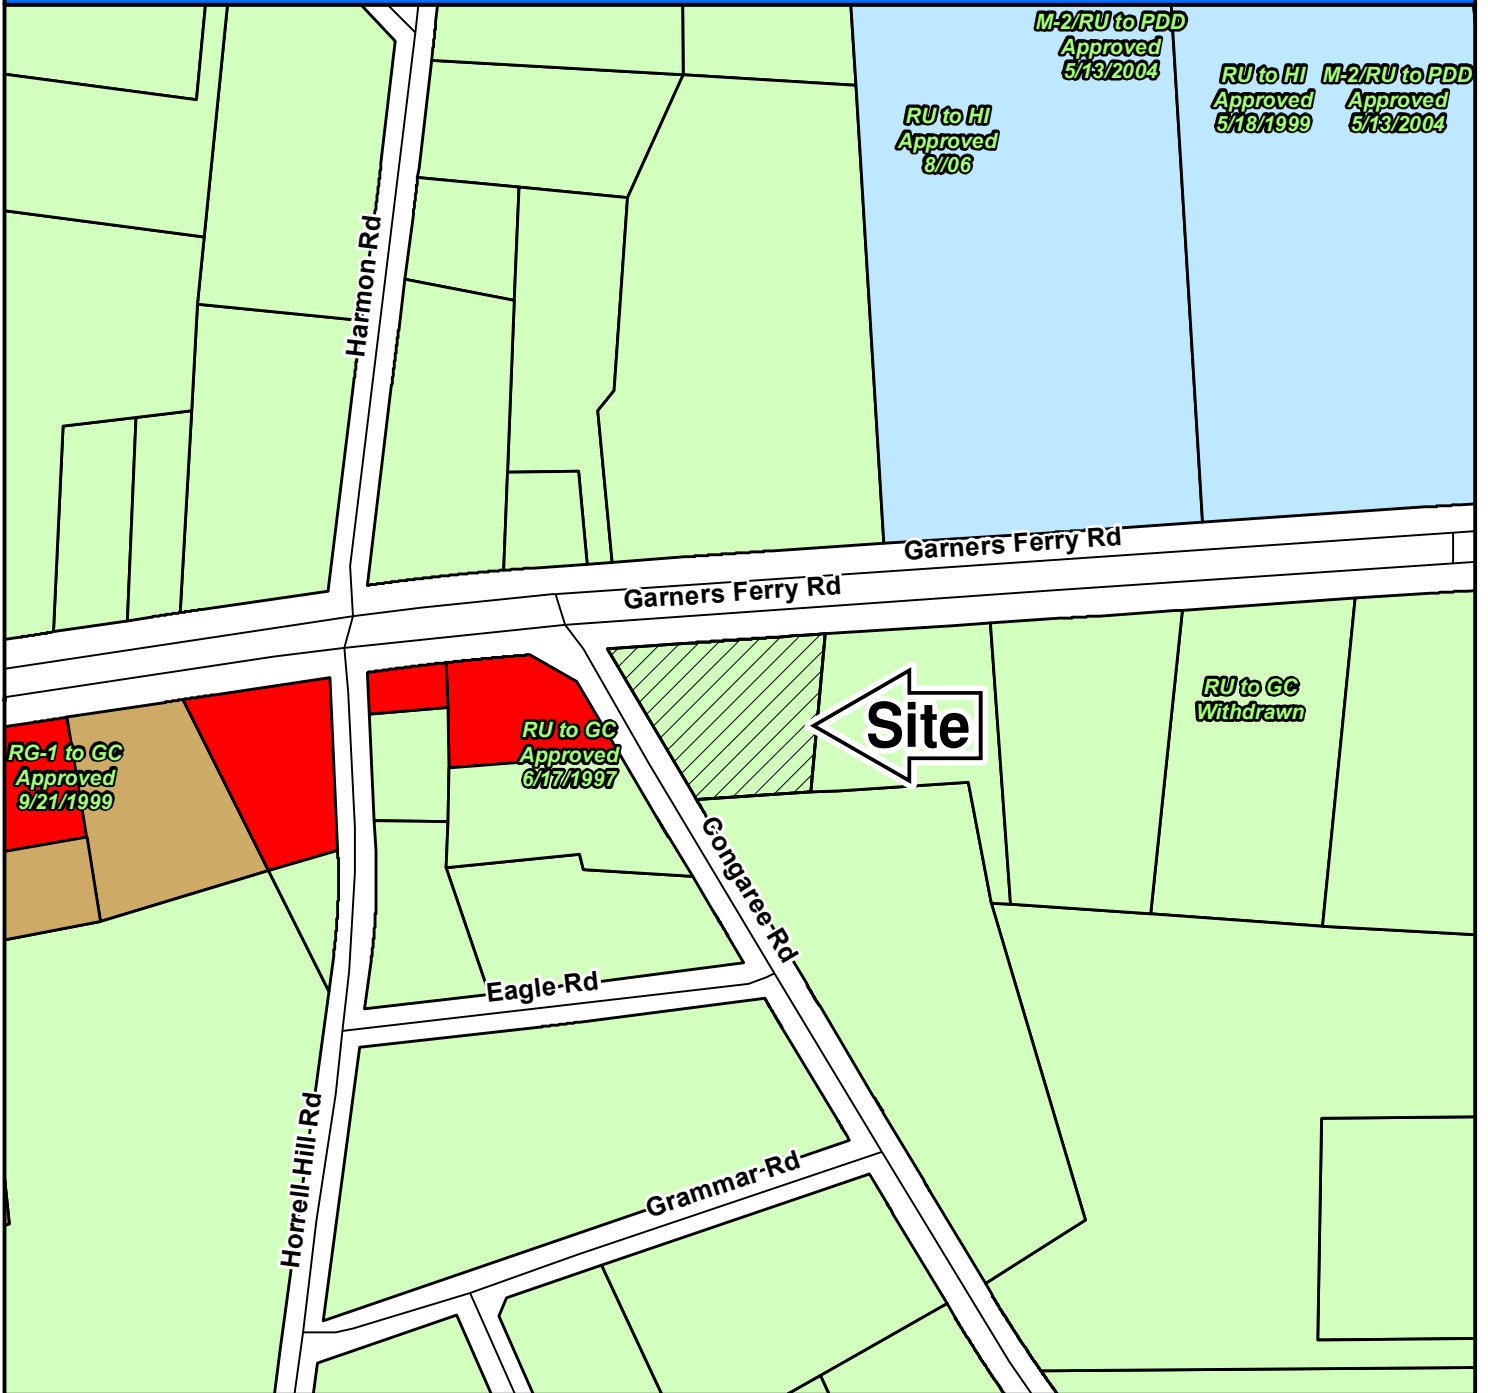 M-2/RU to PDD
Approved
5/13/2004
RU to HI
Approved
5/18/1999
M-2/RU to PDD
Approved
5/13/2004
RU to HI
Approved
8//06
Harmon-Rd
Garners Ferry Rd
Garners Ferry Rd
RU to GC
Withdrawn
Site
RU to GC
Approved
6/17/1997
RG-1 to GC
Approved
9/21/1999
Congaree-Rd
Eagle-Rd
Horrell-Hill-Rd
Grammar-Rd